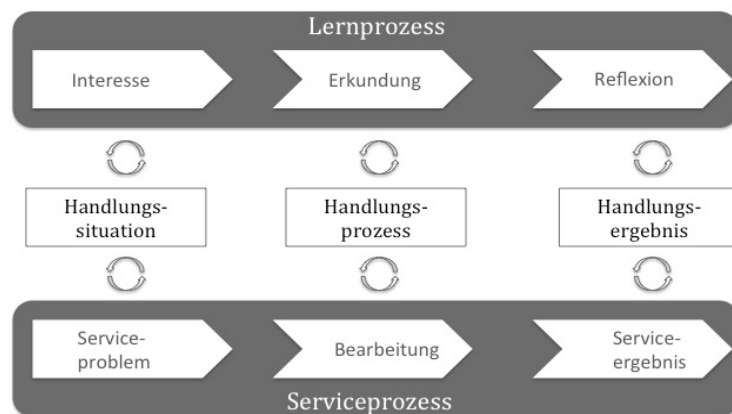 Lernprozess
Interesse
Erkundung
Reflexion
Handlungs-
situation
Handlungs-
prozess
Handlungs-
ergebnis
Service-
problem
Bearbeitung
Service-
ergebnis
Serviceprozess